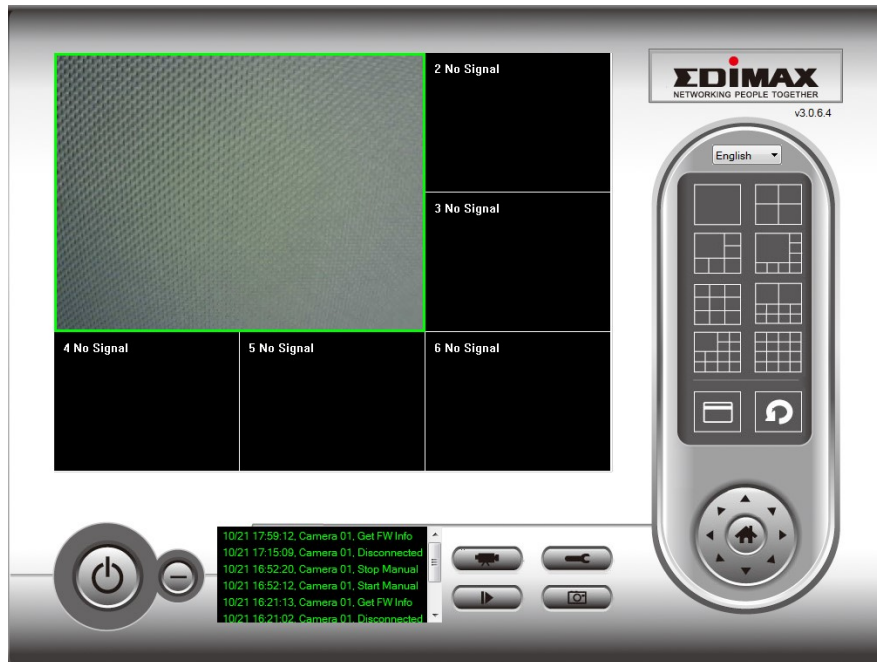 2 No Signal
EDIMAX
NETWORKING PEOPLE TOGETHER
v3.0.6.4
English
3 No Signal
4 No Signal
5 No Signal
6 No Signal
10/21 17:59:12, Camera 01, Get FW Info
10/21 17:15:09, Camera 01, Disconnected
10/21 16:52:20, Camera 01, Stop Manual
10/21 16:52:12, Camera 01, Start Manual
10/21 16:21:13, Camera 01, Get FW Info
10/21 16:21:02, Camera 01, Disconnected